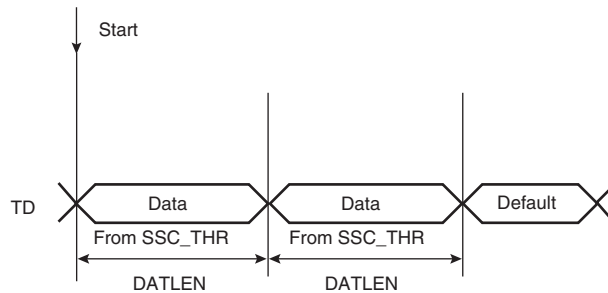 Start
TD
Data
Data
Default
From SSC_THR
From SSC_THR
DATLEN
DATLEN